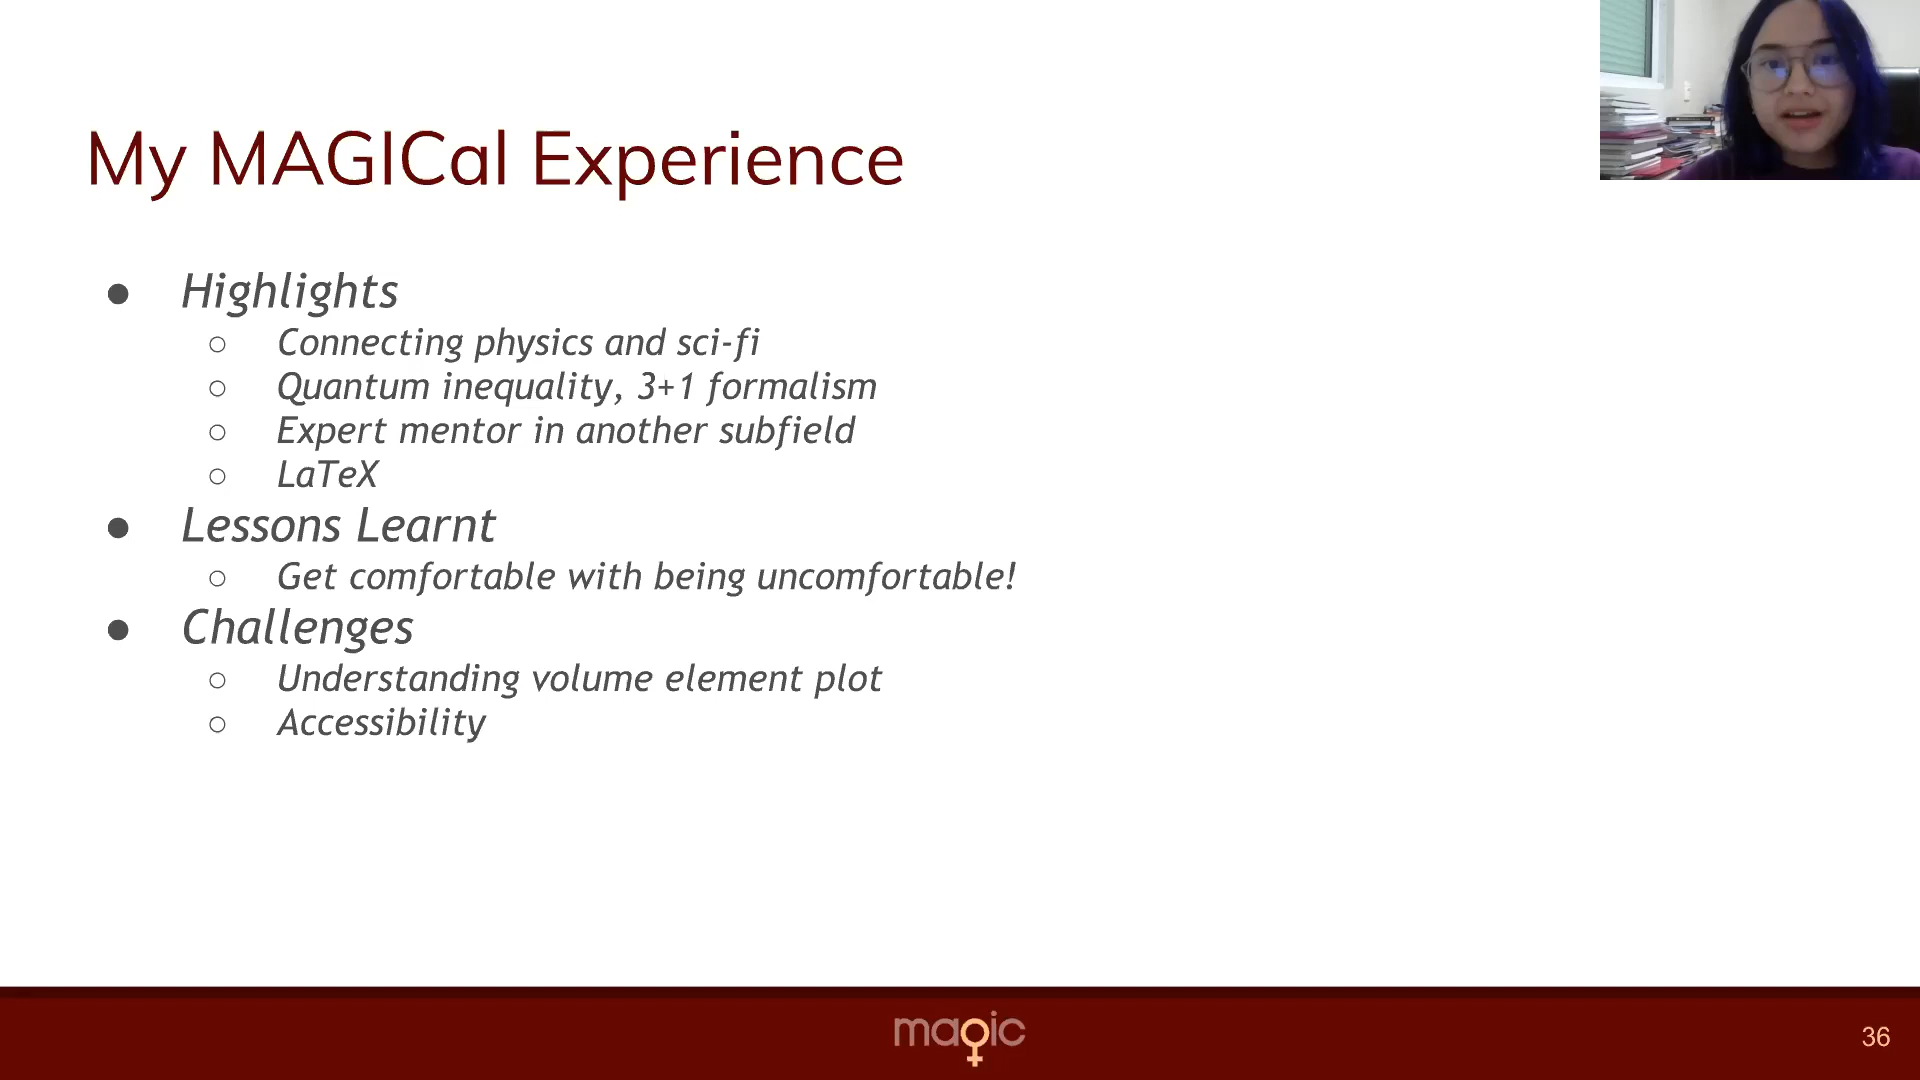 My MAGICal Experience
● Highlights
○ Connecting physics and sci-fi
○ Quantum inequality, 3+1 formalism
○ Expert mentor in another subfield
○ LaTeX
● Lessons Learnt
○ Get comfortable with being uncomfortable!
● Challenges
○ Understanding volume element plot
○ Accessibility
magic
36